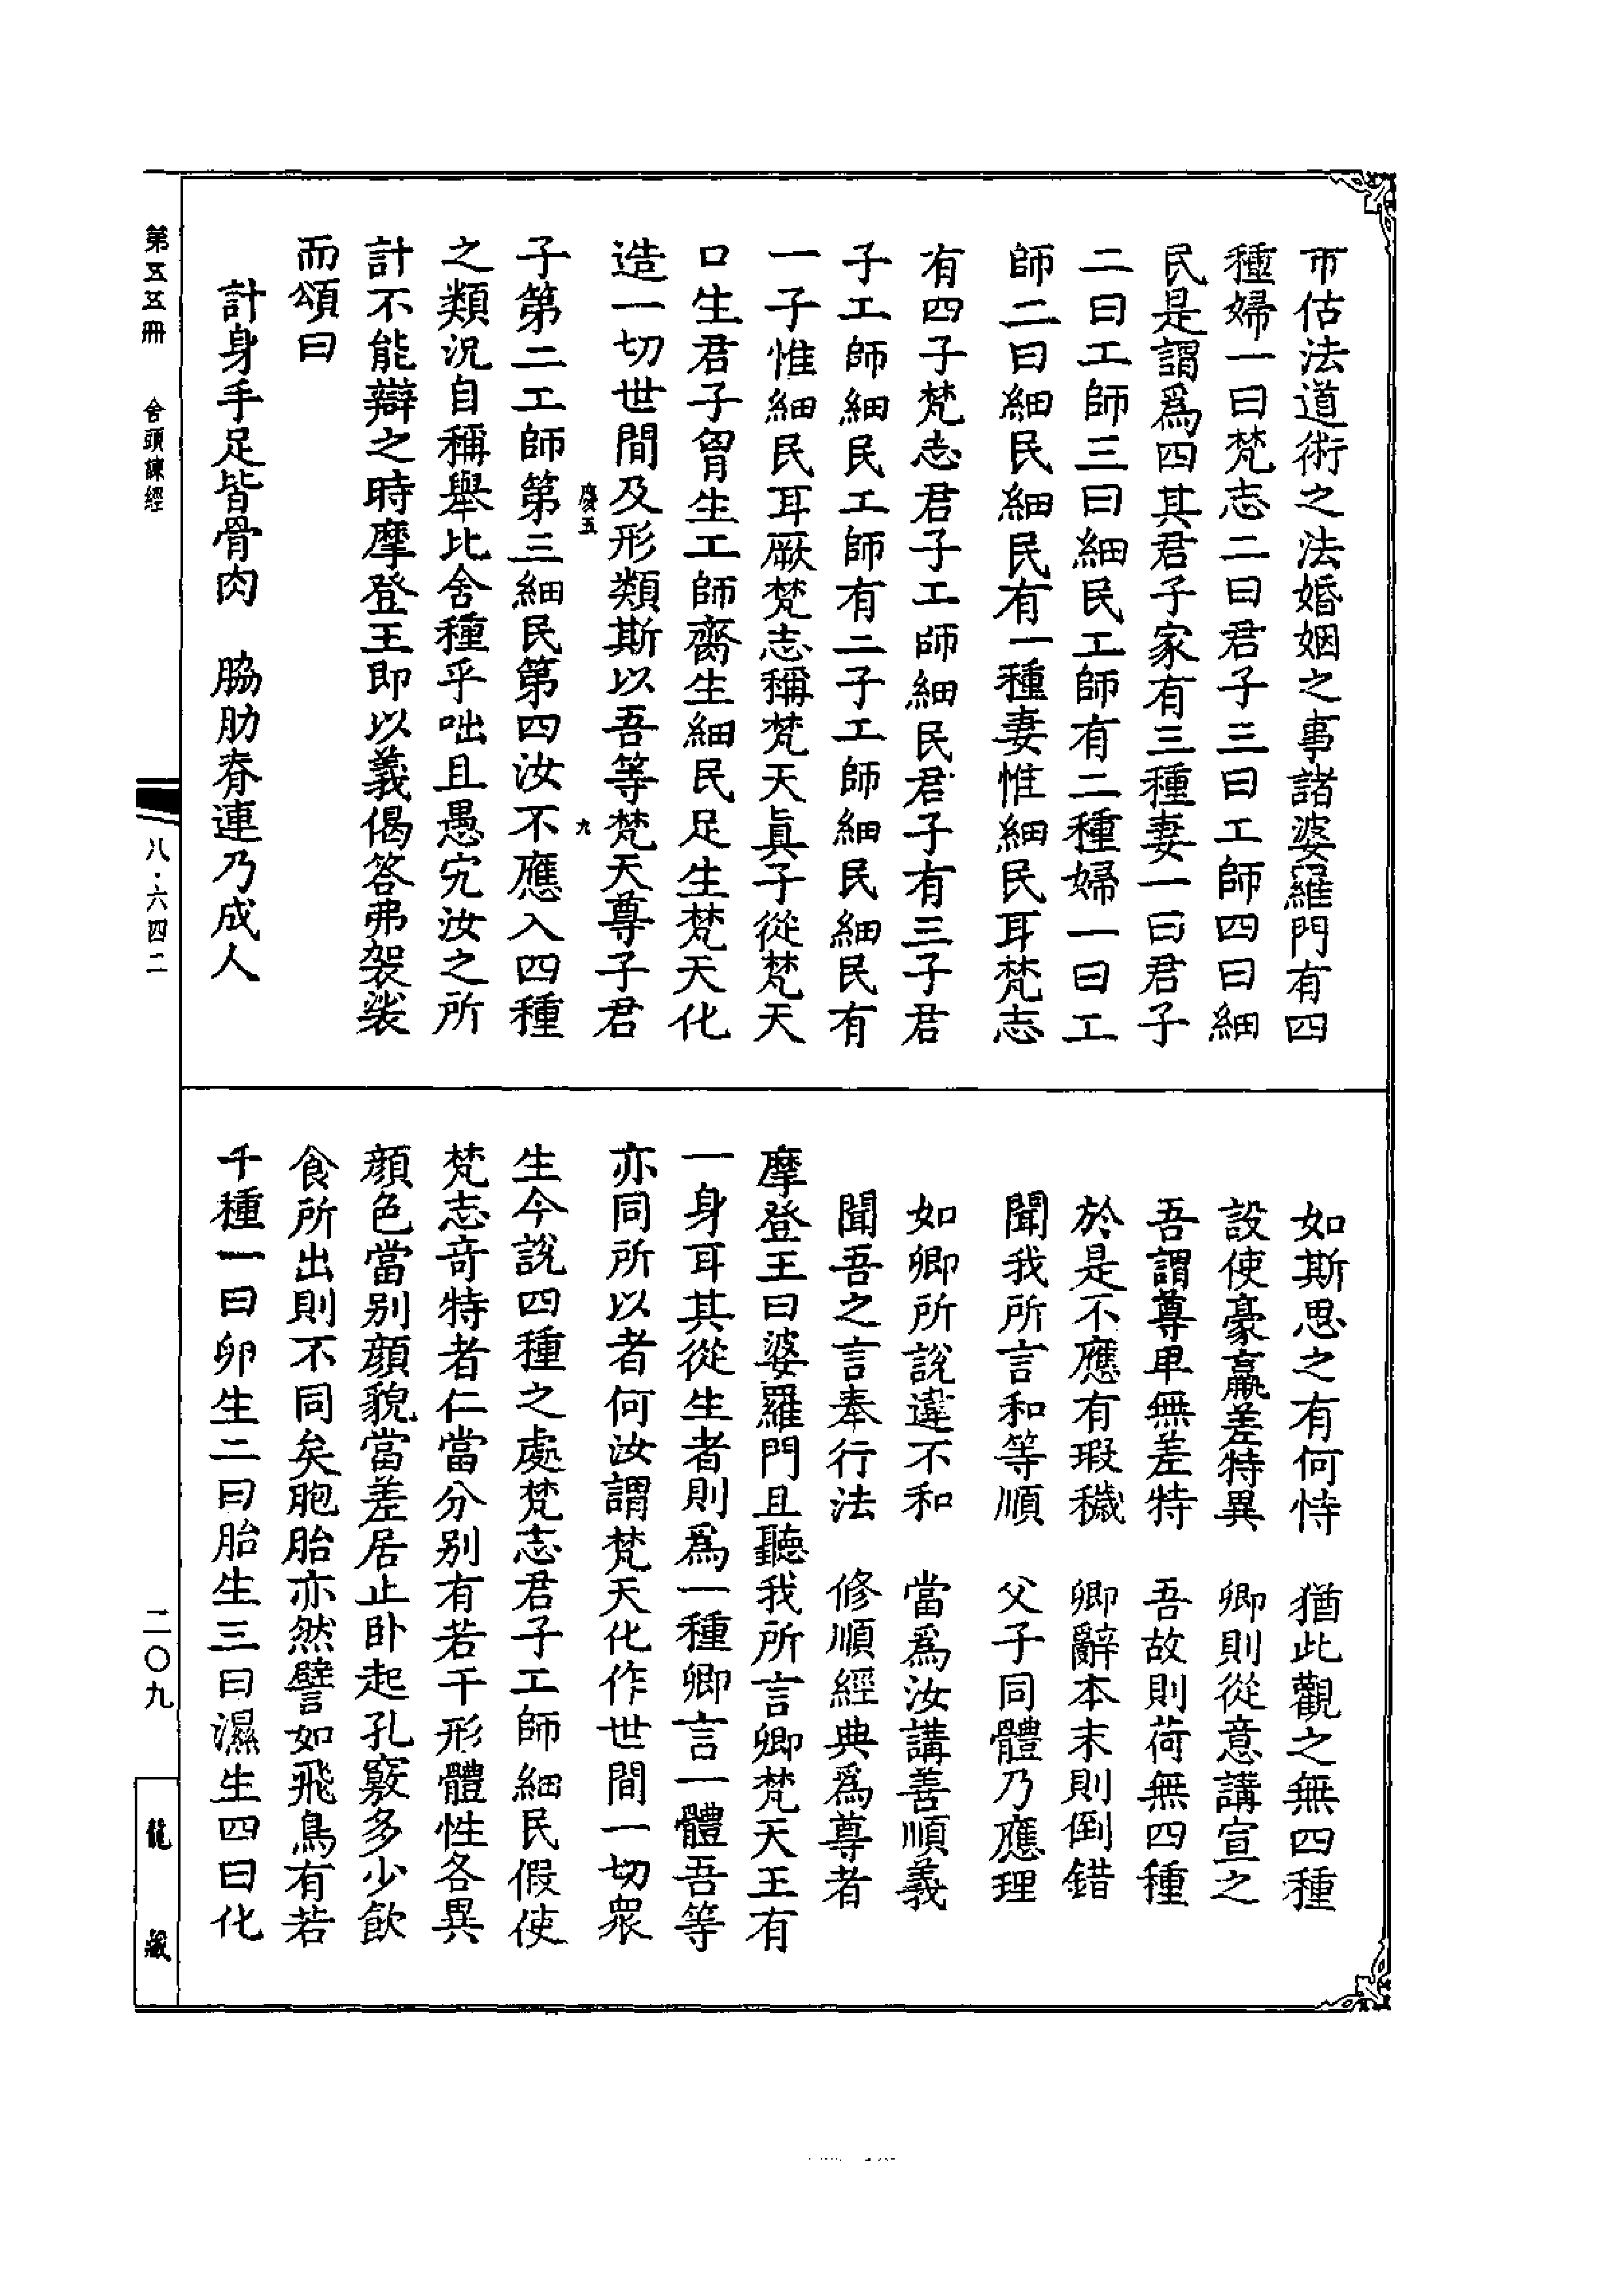 市估法道術之法婚姻之事諸婆羅門有四
種婦一曰梵志二曰君子三曰工師四曰細
民是謂爲四其君子家有三種妻一曰君子
二曰工師三曰細民工師有二種婦一曰工
師二曰細民細民有一種妻惟細民耳梵志
有四子梵志君子工師細民君子有三子君
子工師細民工師有二子工師細民細民有
一子惟細民耳厥梵志稱梵天眞子從梵天
口生君子胷生工師齎生細民足生梵天化
造一切世間及形類斯以吾等梵天尊子君
慶五 九
子第二工師第三細民第四汝不應入四種
之類況自稱舉比舍種乎咄且愚宄汝之所
計不能辯之時摩登王即以義偈答弗袈裟
而頌曰
計身手足皆骨肉 脇肋脊連乃成人
如斯思之有何恃 猶此觀之無四種
設使豪羸差特異 卿則從意講宣之
吾謂尊卑無差特 吾故則荷無四種
於是不應有瑕穢 卿辭本末則倒錯
聞我所言和等順 父子同體乃應理
如卿所說違不和 當爲汝講善順義
聞吾之言奉行法 修順經典爲尊者
摩登王曰婆羅門且聽我所言卿梵天王有
一身耳其從生者則爲一種卿言一體吾等
亦同所以者何汝謂梵天化作世間一切衆
生今說四種之處梵志君子工師細民假使
梵志奇特者仁當分別有若干形體性各異
顏色當別顏貌當差居止卧起孔竅多少飲
食所出則不同矣胞胎亦然譬如飛鳥有若
千種一曰卵生二曰胎生三曰濕生四曰化
第五五冊 舍頭諫經
八·六四二
二〇九
龍藏